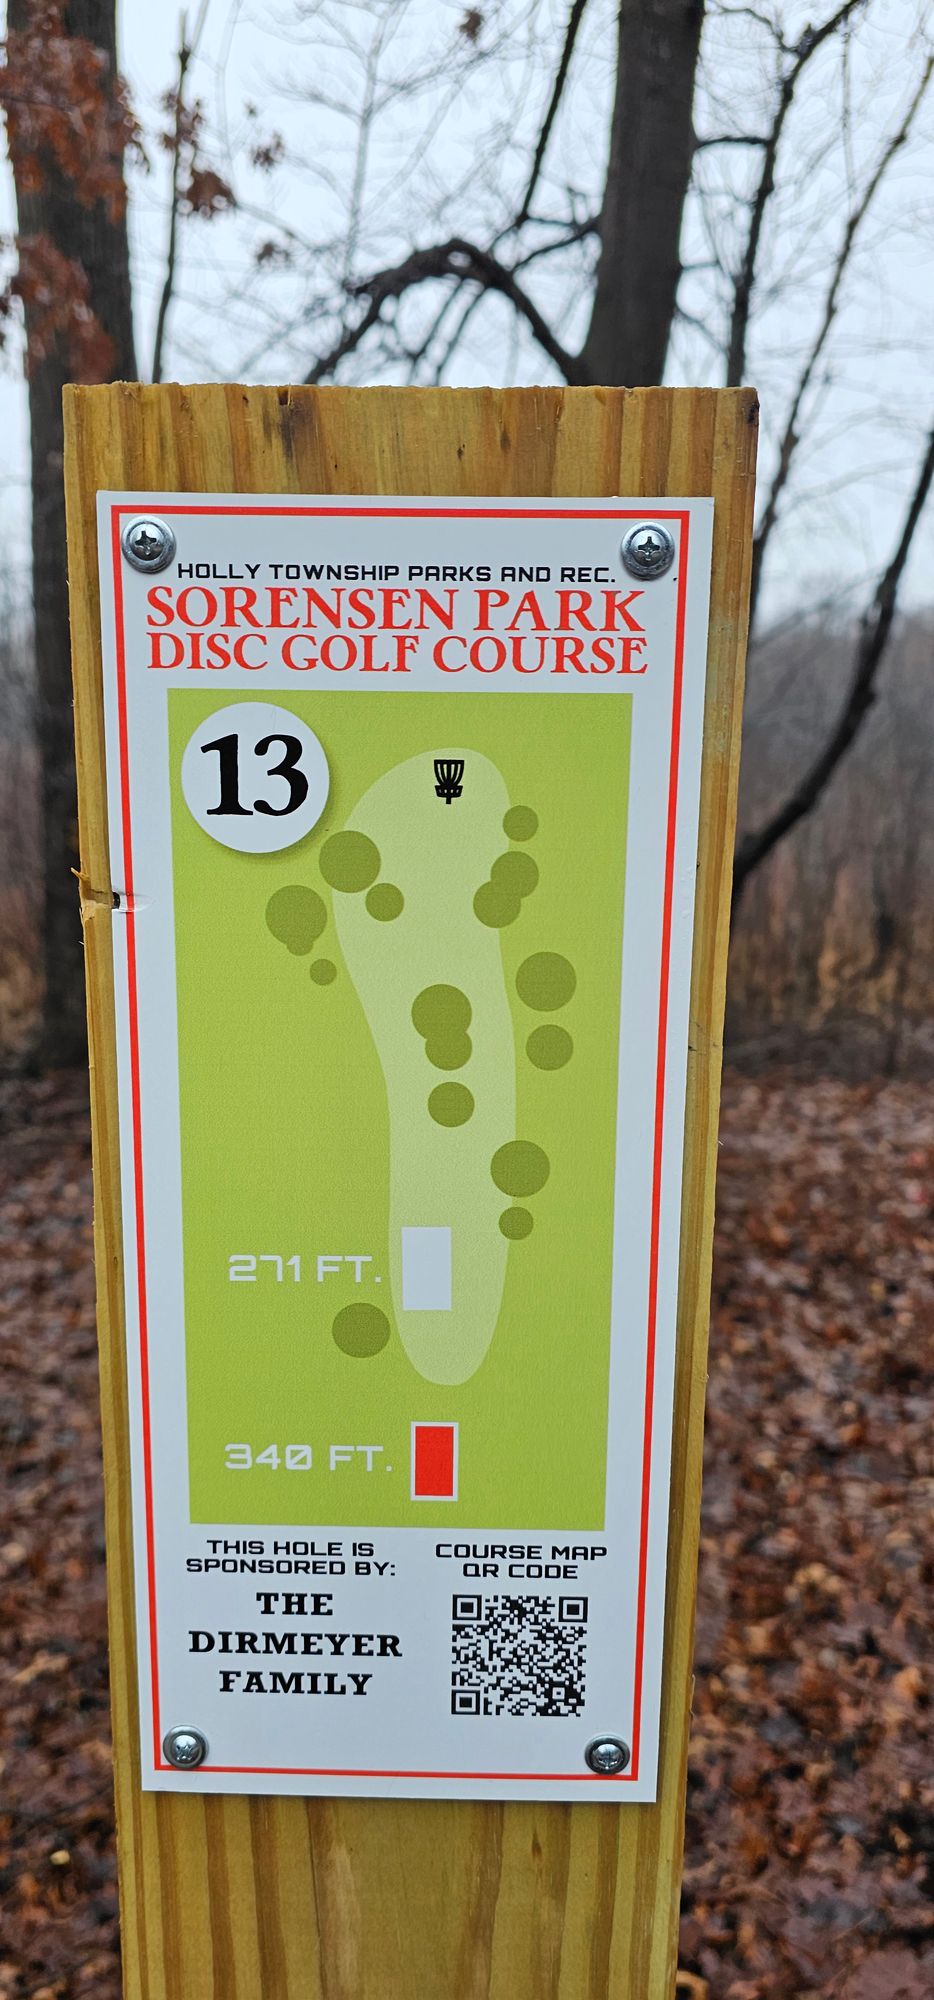 HOLLY TOWNSHIP PARKS AND REC.
SORENSEN PARK
DISC GOLF COURSE
13
271 FT.
340 FT.
THIS HOLE IS
SPONSORED BY:
THE
DIRMEYER
FAMILY
COURSE MAP
QR CODE